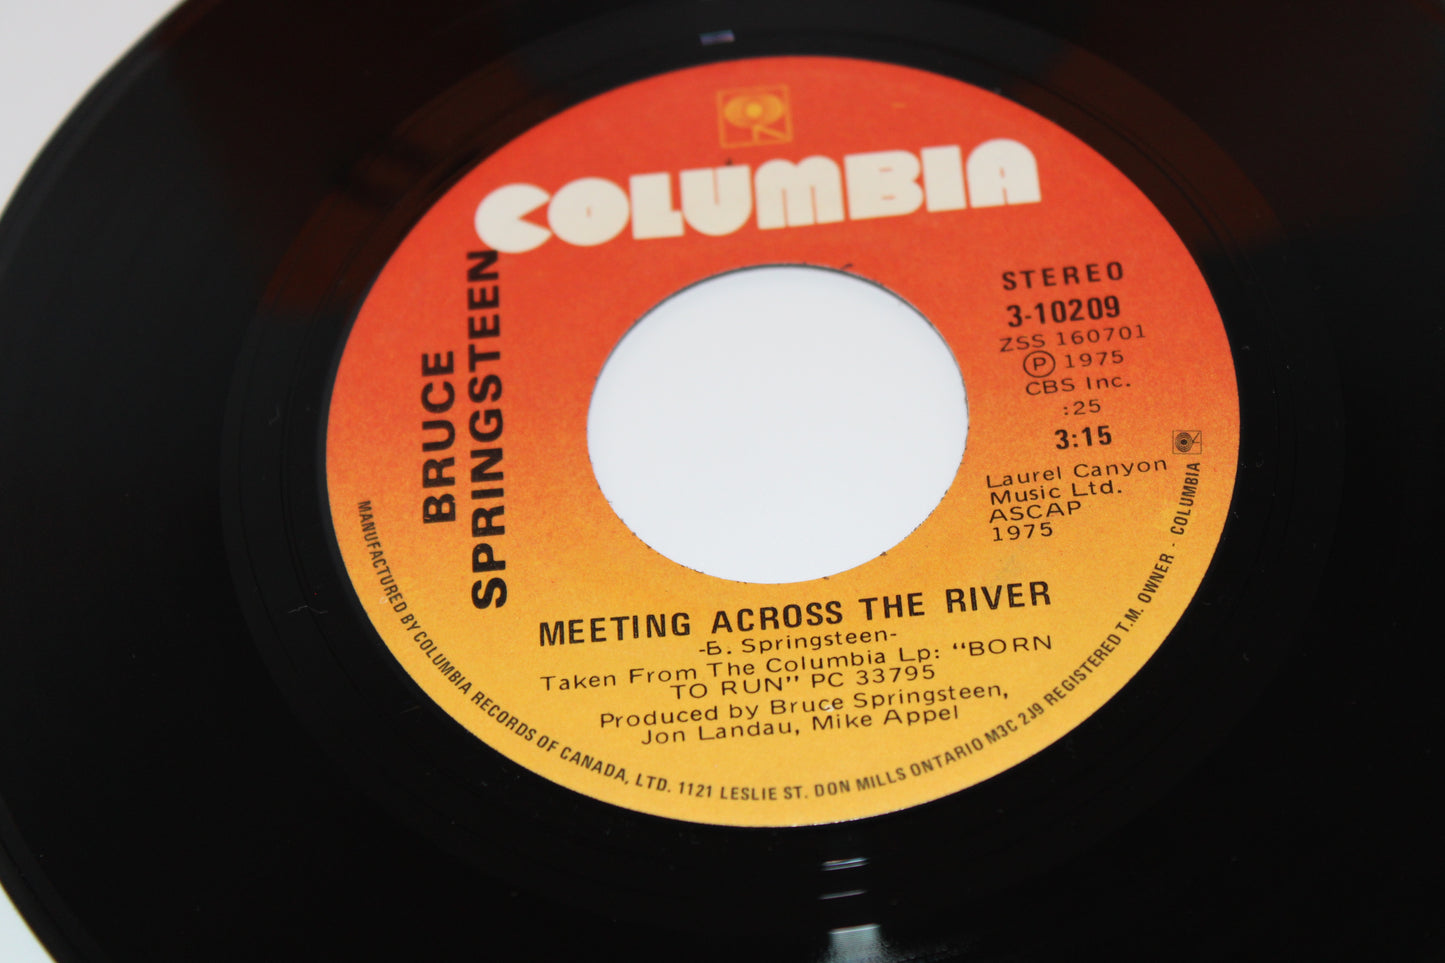 COLUMBIA
BRUCE
SPRINGSTEEN
STEREO
3-10209
ZSS 160701
Ⓟ 1975
CBS Inc.
:25
3:15
Laurel Canyon
Music Ltd.
ASCAP
1975
MEETING ACROSS THE RIVER
-B. Springsteen-
Taken From The Columbia Lp: "BORN
TO RUN" PC 33795
Produced by Bruce Springsteen,
Jon Landau, Mike Appel
MANUFACTURED BY COLUMBIA RECORDS OF CANADA, LTD. 1121 LESLIE ST. DON MILLS ONTARIO M3C 2J9 REGISTERED T.M. OWNER - COLUMBIA